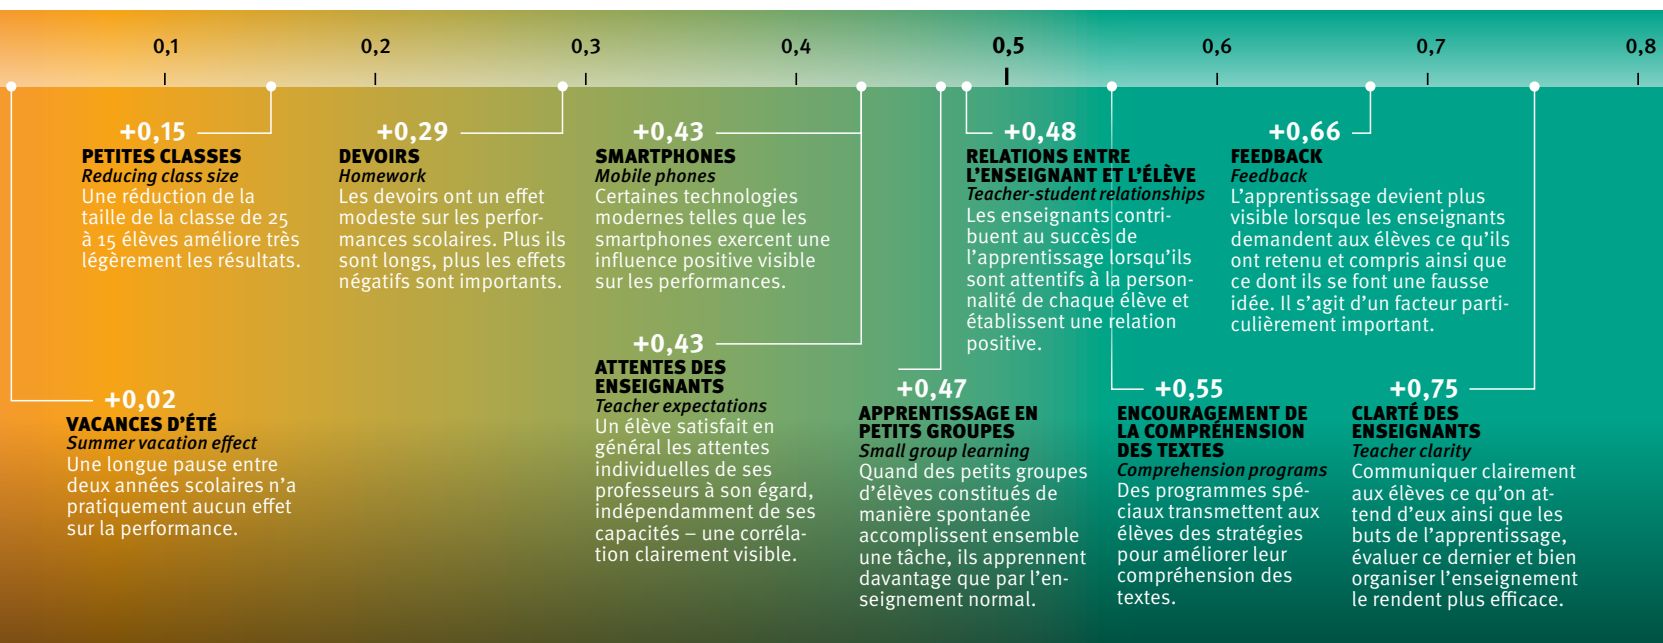 0,1 0,2 0,3 0,4 0,5 0,6 0,7 0,8
+0,15
PETITES CLASSES
Reducing class size
Une réduction de la
taille de la classe de 25
à 15 élèves améliore très
légèrement les résultats.
+0,29
DEVOIRS
Homework
Les devoirs ont un effet
modeste sur les perfor-
mances scolaires. Plus ils
sont longs, plus les effets
négatifs sont importants.
+0,43
SMARTPHONES
Mobile phones
Certaines technologies
modernes telles que les
smartphones exercent une
influence positive visible
sur les performances.
+0,48
RELATIONS ENTRE
L’ENSEIGNANT ET L’ÉLÈVE
Teacher-student relationships
Les enseignants contri-
buent au succès de
l’apprentissage lorsqu’ils
sont attentifs à la person-
nalité de chaque élève et
établissent une relation
positive.
+0,66
FEEDBACK
Feedback
L’apprentissage devient plus
visible lorsque les enseignants
demandent aux élèves ce qu’ils
ont retenu et compris ainsi que
ce dont ils se font une fausse
idée. Il s’agit d’un facteur parti-
culièrement important.
+0,02
VACANCES D’ÉTÉ
Summer vacation effect
Une longue pause entre
deux années scolaires n’a
pratiquement aucun effet
sur la performance.
+0,43
ATTENTES DES
ENSEIGNANTS
Teacher expectations
Un élève satisfait en
général les attentes
individuelles de ses
professeurs à son égard,
indépendamment de ses
capacités – une corréla-
tion clairement visible.
+0,47
APPRENTISSAGE EN
PETITS GROUPES
Small group learning
Quand des petits groupes
d’élèves constitués de
manière spontanée
accomplissent ensemble
une tâche, ils apprennent
davantage que par l’en-
seignement normal.
+0,55
ENCOURAGEMENT DE
LA COMPRÉHENSION
DES TEXTES
Comprehension programs
Des programmes spé-
ciaux transmettent aux
élèves des stratégies
pour améliorer leur
compréhension des
textes.
+0,75
CLARTÉ DES
ENSEIGNANTS
Teacher clarity
Communiquer clairement
aux élèves ce qu’on at-
tend d’eux ainsi que les
buts de l’apprentissage,
évaluer ce dernier et bien
organiser l’enseignement
le rendent plus efficace.